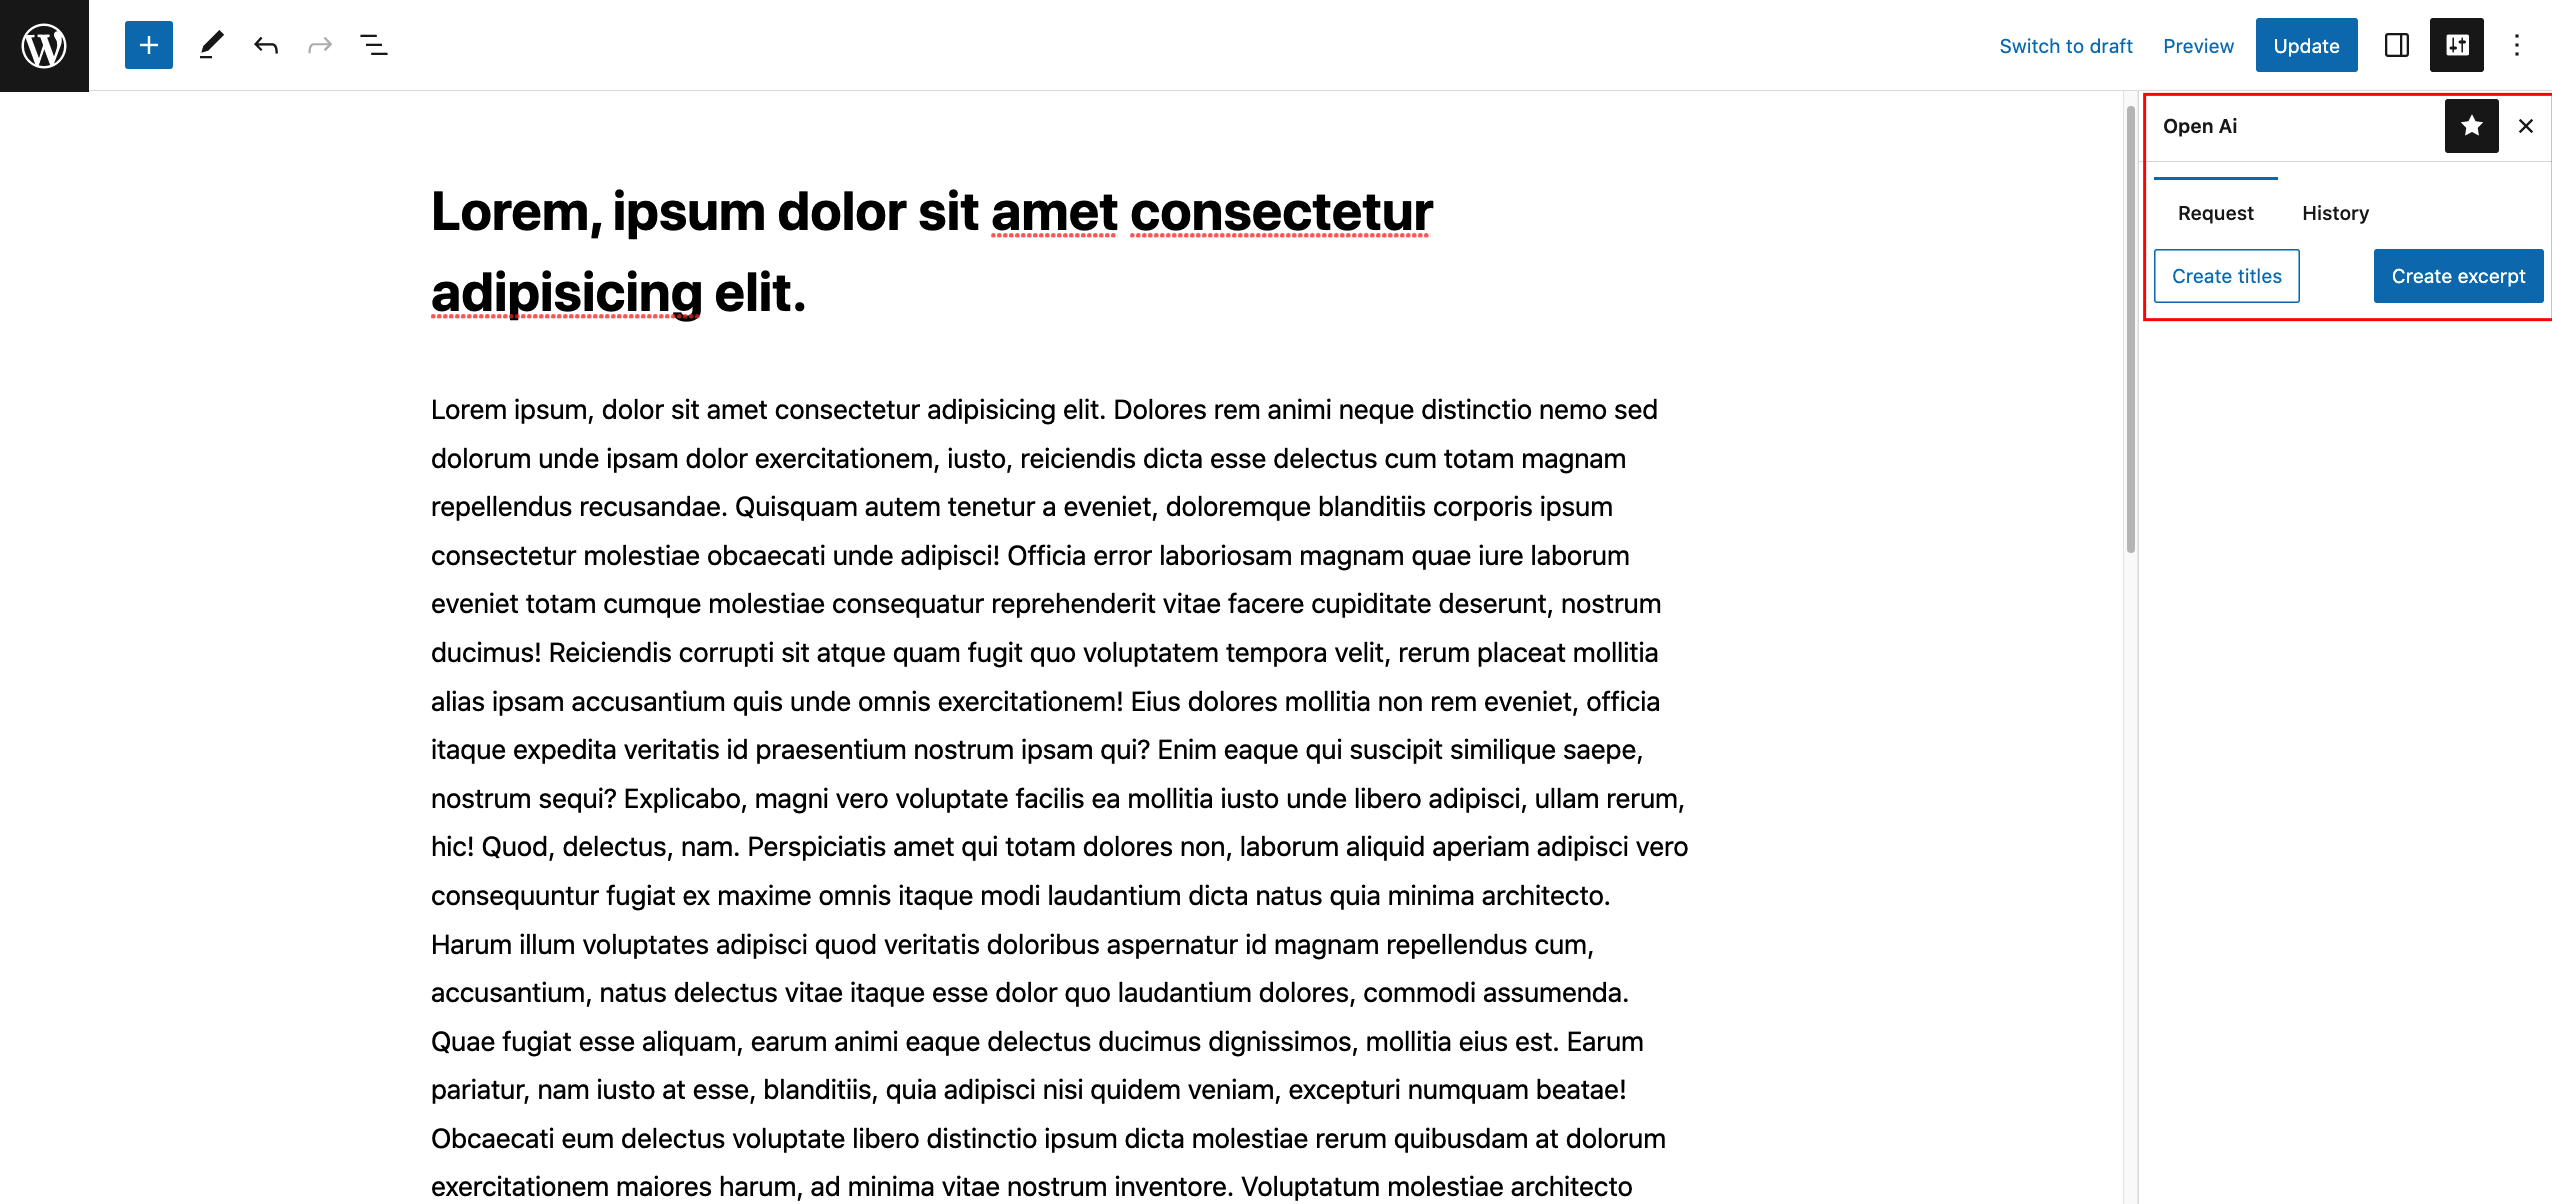 Switch to draft Preview Update
Open Ai
Request History
Create titles Create excerpt
Lorem, ipsum dolor sit amet consectetur
adipisicing elit.
Lorem ipsum, dolor sit amet consectetur adipisicing elit. Dolores rem animi neque distinctio nemo sed
dolorum unde ipsam dolor exercitationem, iusto, reiciendis dicta esse delectus cum totam magnam
repellendus recusandae. Quisquam autem tenetur a eveniet, doloremque blanditiis corporis ipsum
consectetur molestiae obcaecati unde adipisci! Officia error laboriosam magnam quae iure laborum
eveniet totam cumque molestiae consequatur reprehenderit vitae facere cupiditate deserunt, nostrum
ducimus! Reiciendis corrupti sit atque quam fugit quo voluptatem tempora velit, rerum placeat mollitia
alias ipsam accusantium quis unde omnis exercitationem! Eius dolores mollitia non rem eveniet, officia
itaque expedita veritatis id praesentium nostrum ipsam qui? Enim eaque qui suscipit similique saepe,
nostrum sequi? Explicabo, magni vero voluptate facilis ea mollitia iusto unde libero adipisci, ullam rerum,
hic! Quod, delectus, nam. Perspiciatis amet qui totam dolores non, laborum aliquid aperiam adipisci vero
consequuntur fugiat ex maxime omnis itaque modi laudantium dicta natus quia minima architecto.
Harum illum voluptates adipisci quod veritatis doloribus aspernatur id magnam repellendus cum,
accusantium, natus delectus vitae itaque esse dolor quo laudantium dolores, commodi assumenda.
Quae fugiat esse aliquam, earum animi eaque delectus ducimus dignissimos, mollitia eius est. Earum
pariatur, nam iusto at esse, blanditiis, quia adipisci nisi quidem veniam, excepturi numquam beatae!
Obcaecati eum delectus voluptate libero distinctio ipsum dicta molestiae rerum quibusdam at dolorum
exercitationem maiores harum, ad minima vitae nostrum inventore. Voluptatum molestiae architecto